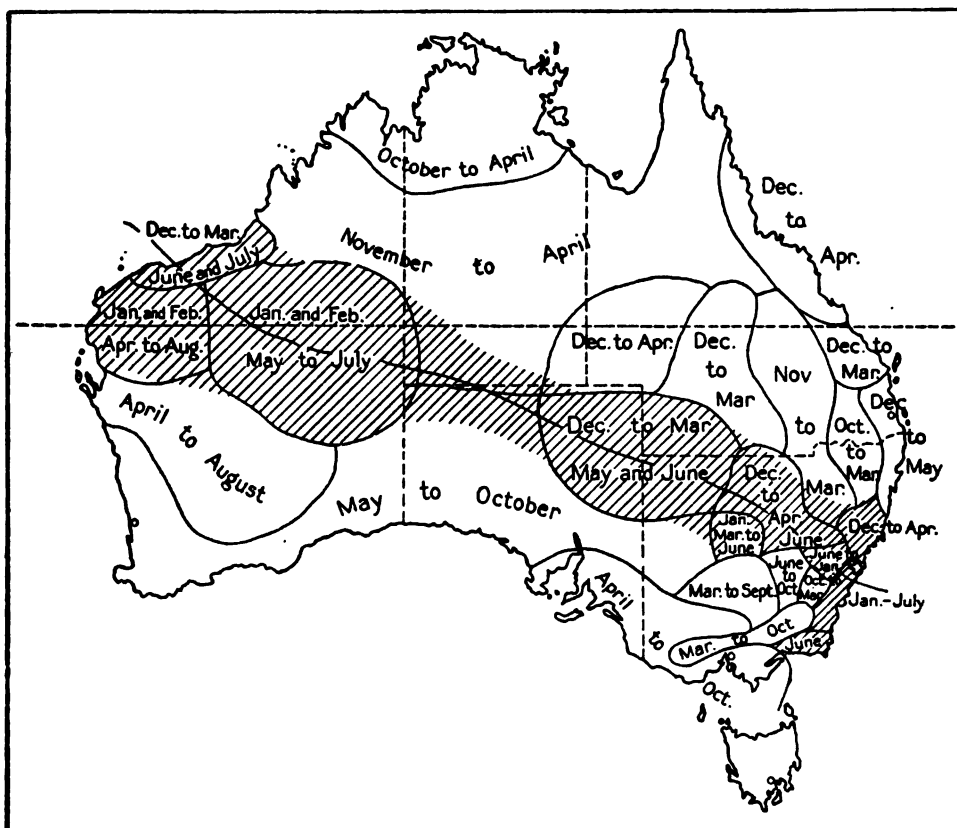 October to April
Dec. to Apr.
Dec. to Mar.
June and July
November to April
Jan. and Feb.
Apr. to Aug.
Jan. and Feb.
May to July
Dec. to Apr.
Dec. to Mar
Nov to Mar.
Dec. to Mar.
Oct. to Mar.
Dec to May
April to August
May to October
Dec. to Mar.
May and June
Dec. to Apr.
June
Dec. to Apr.
Jan.
Mar. to June
June to Oct.
June to Jan.
Oct.
Jan.-July
Mar. to Sept.
April to Oct.
Mar. to Oct
June